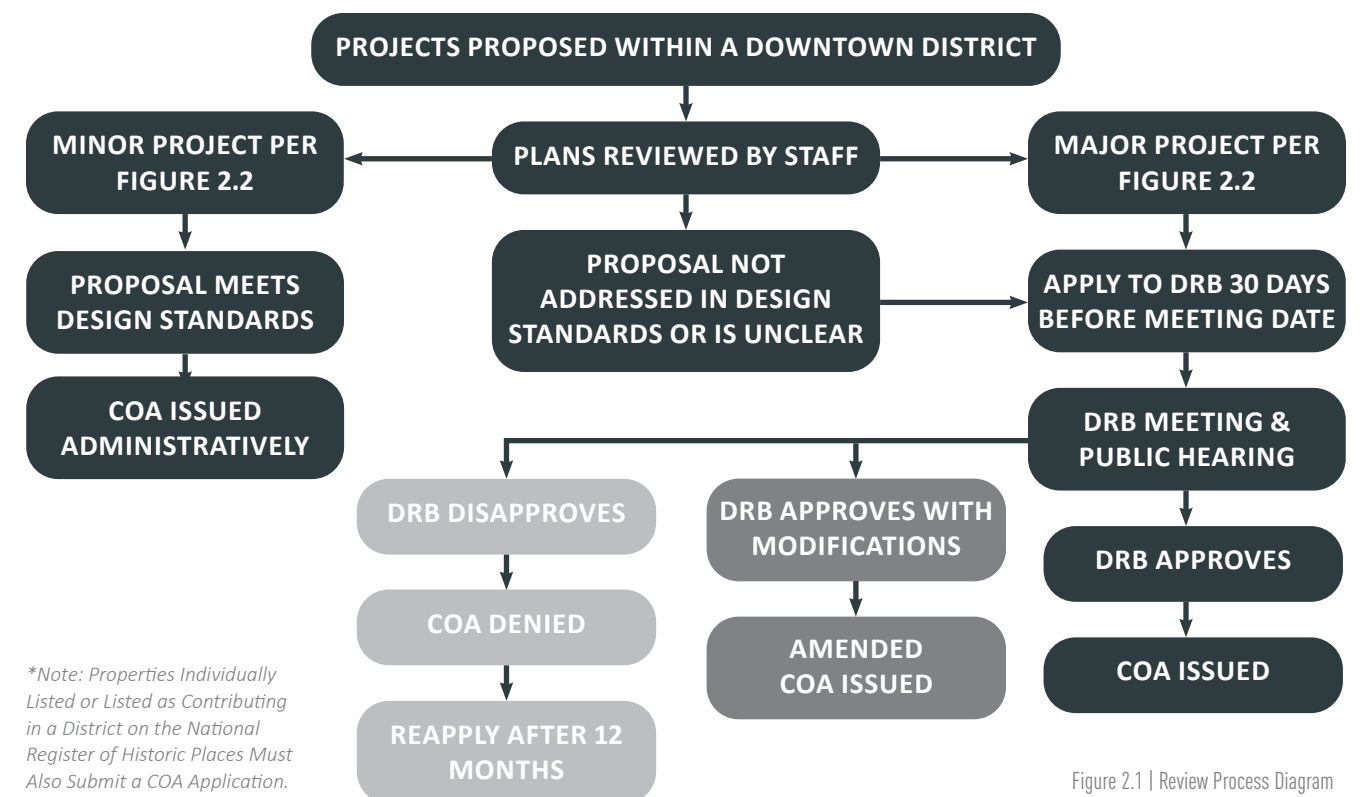 PROJECTS PROPOSED WITHIN A DOWNTOWN DISTRICT
MINOR PROJECT PER
FIGURE 2.2
PLANS REVIEWED BY STAFF
MAJOR PROJECT PER
FIGURE 2.2
PROPOSAL MEETS
DESIGN STANDARDS
PROPOSAL NOT
ADDRESSED IN DESIGN
STANDARDS OR IS UNCLEAR
APPLY TO DRB 30 DAYS
BEFORE MEETING DATE
COA ISSUED
ADMINISTRATIVELY
DRB MEETING &
PUBLIC HEARING
DRB DISAPPROVES
DRB APPROVES WITH
MODIFICATIONS
DRB APPROVES
COA DENIED
AMENDED
COA ISSUED
COA ISSUED
REAPPLY AFTER 12
MONTHS
*Note: Properties Individually
Listed or Listed as Contributing
in a District on the National
Register of Historic Places Must
Also Submit a COA Application.
Figure 2.1 | Review Process Diagram